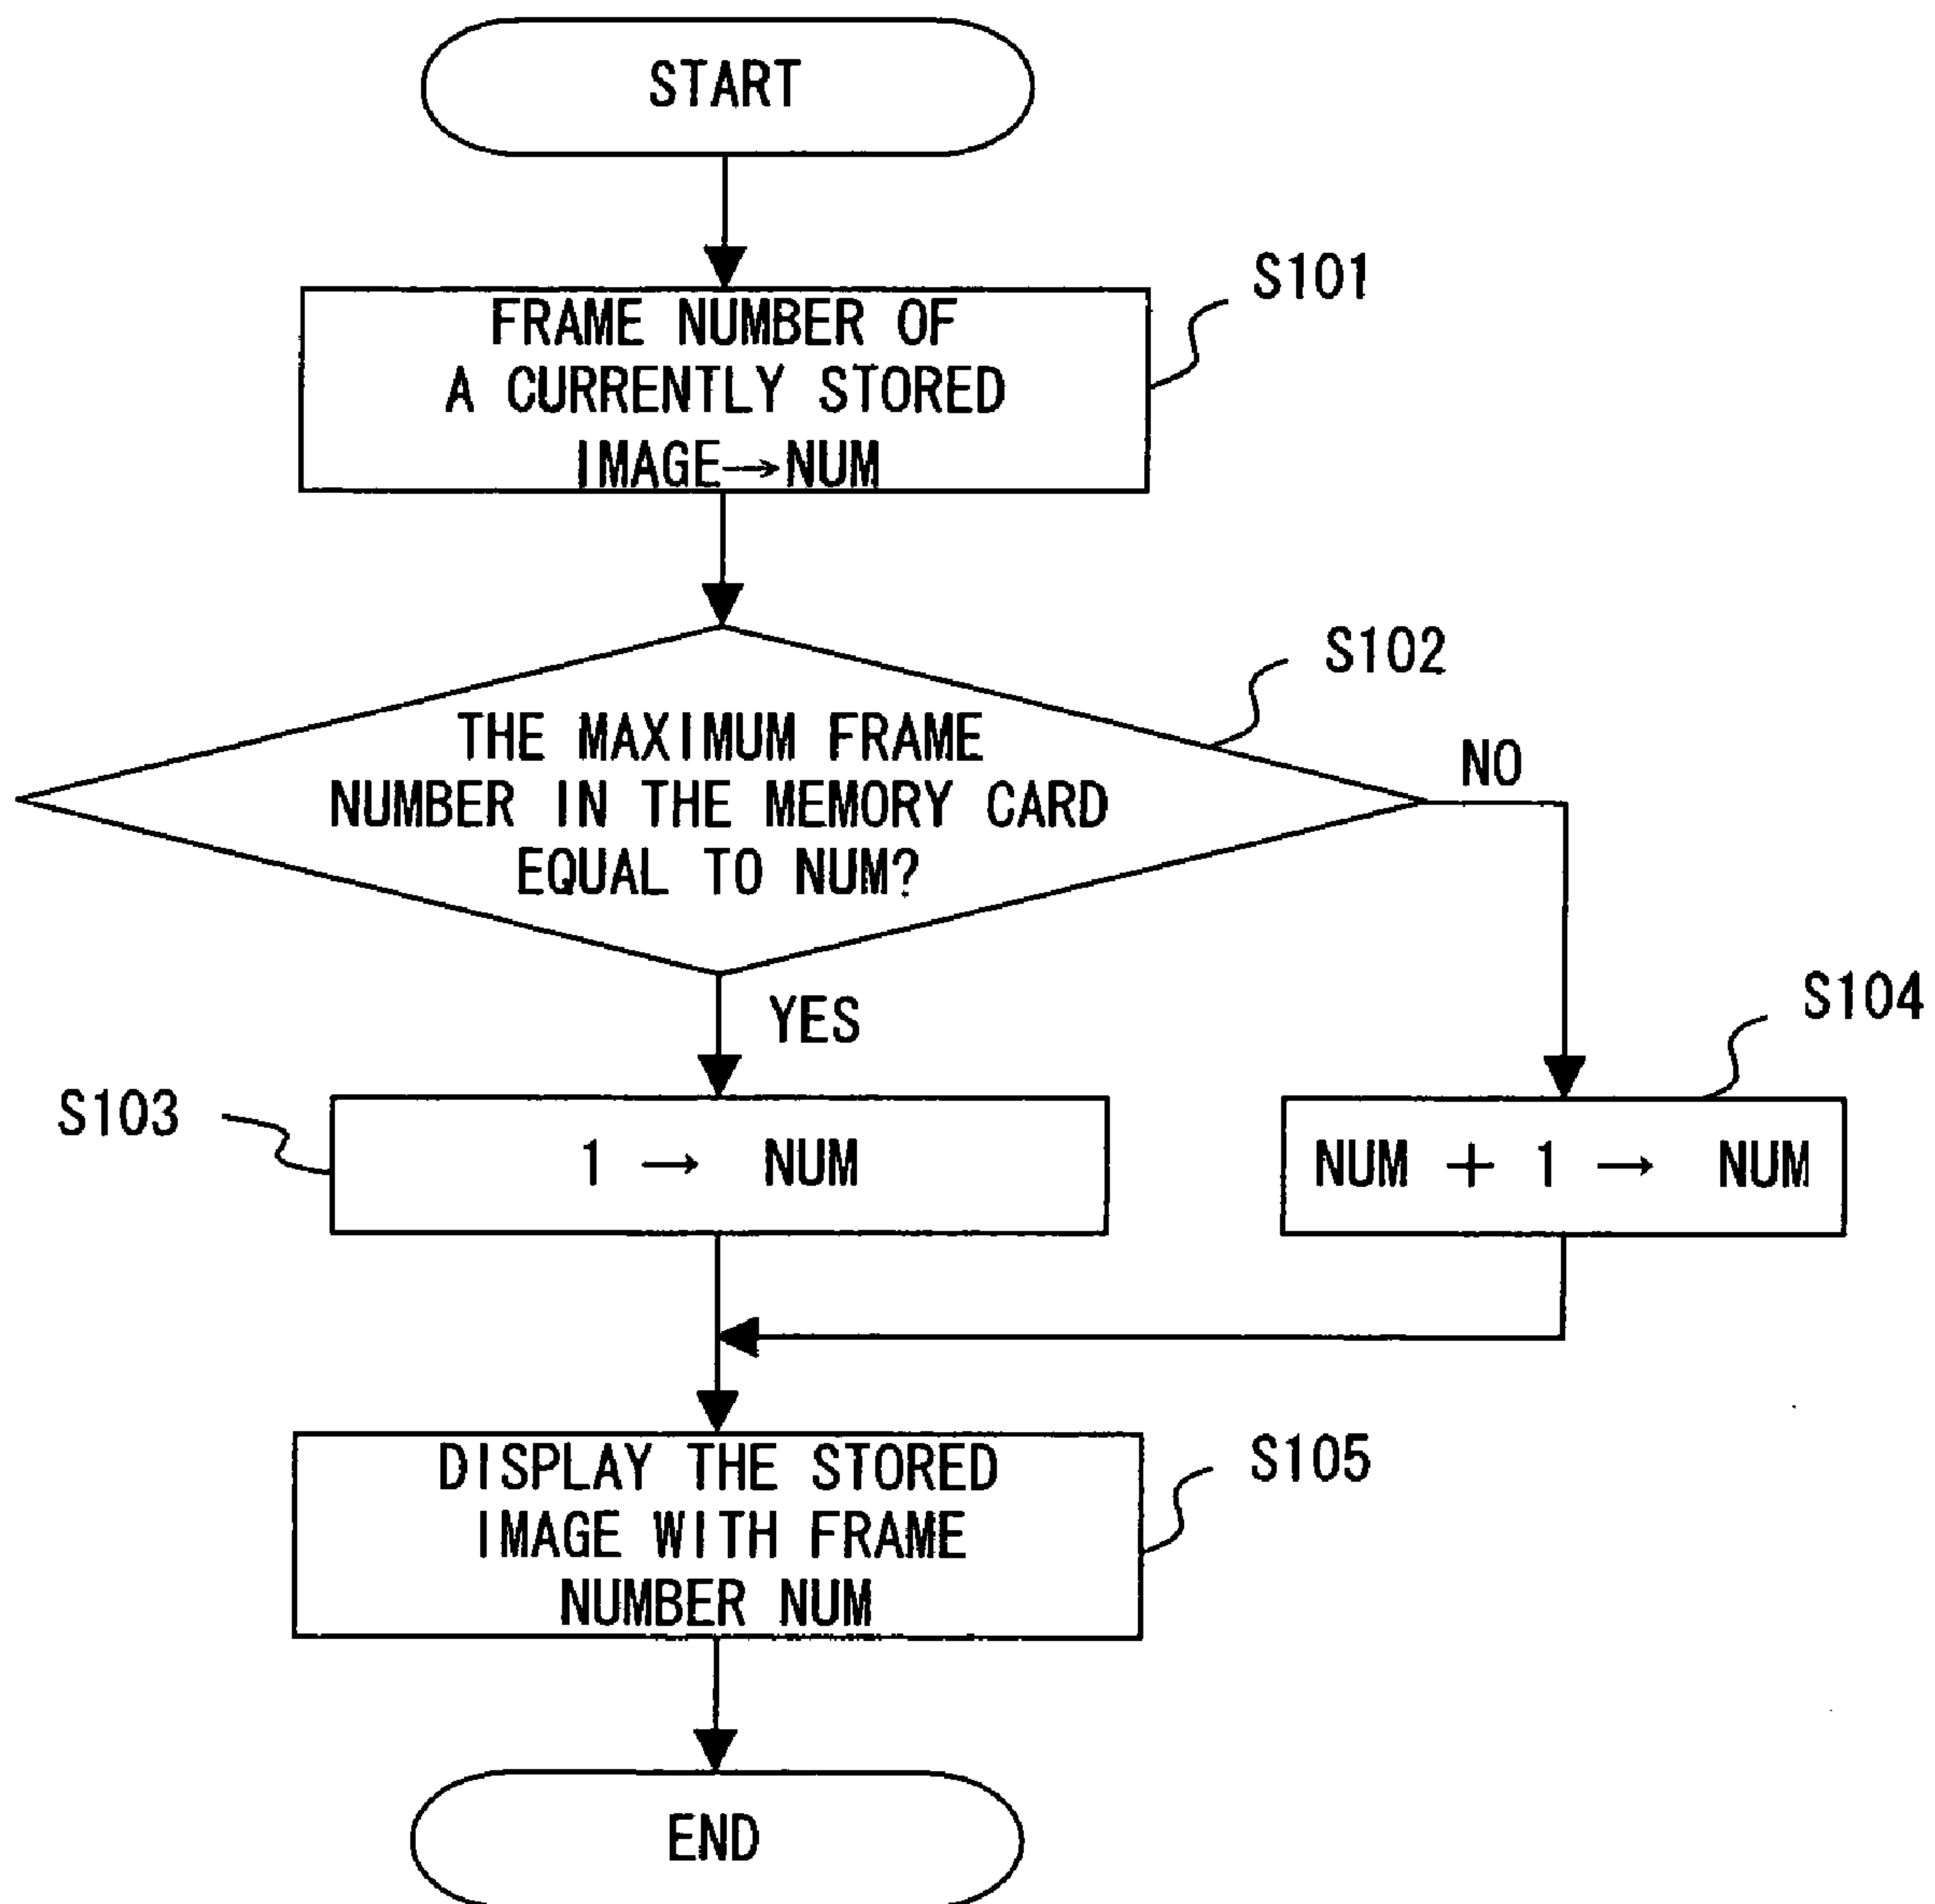 START
S101
FRAME NUMBER OF
A CURRENTLY STORED
IMAGE→NUM
S102
THE MAXIMUM FRAME
NUMBER IN THE MEMORY CARD
EQUAL TO NUM?
NO
YES
S104
S103
1 → NUM
NUM + 1 → NUM
S105
DISPLAY THE STORED
IMAGE WITH FRAME
NUMBER NUM
END